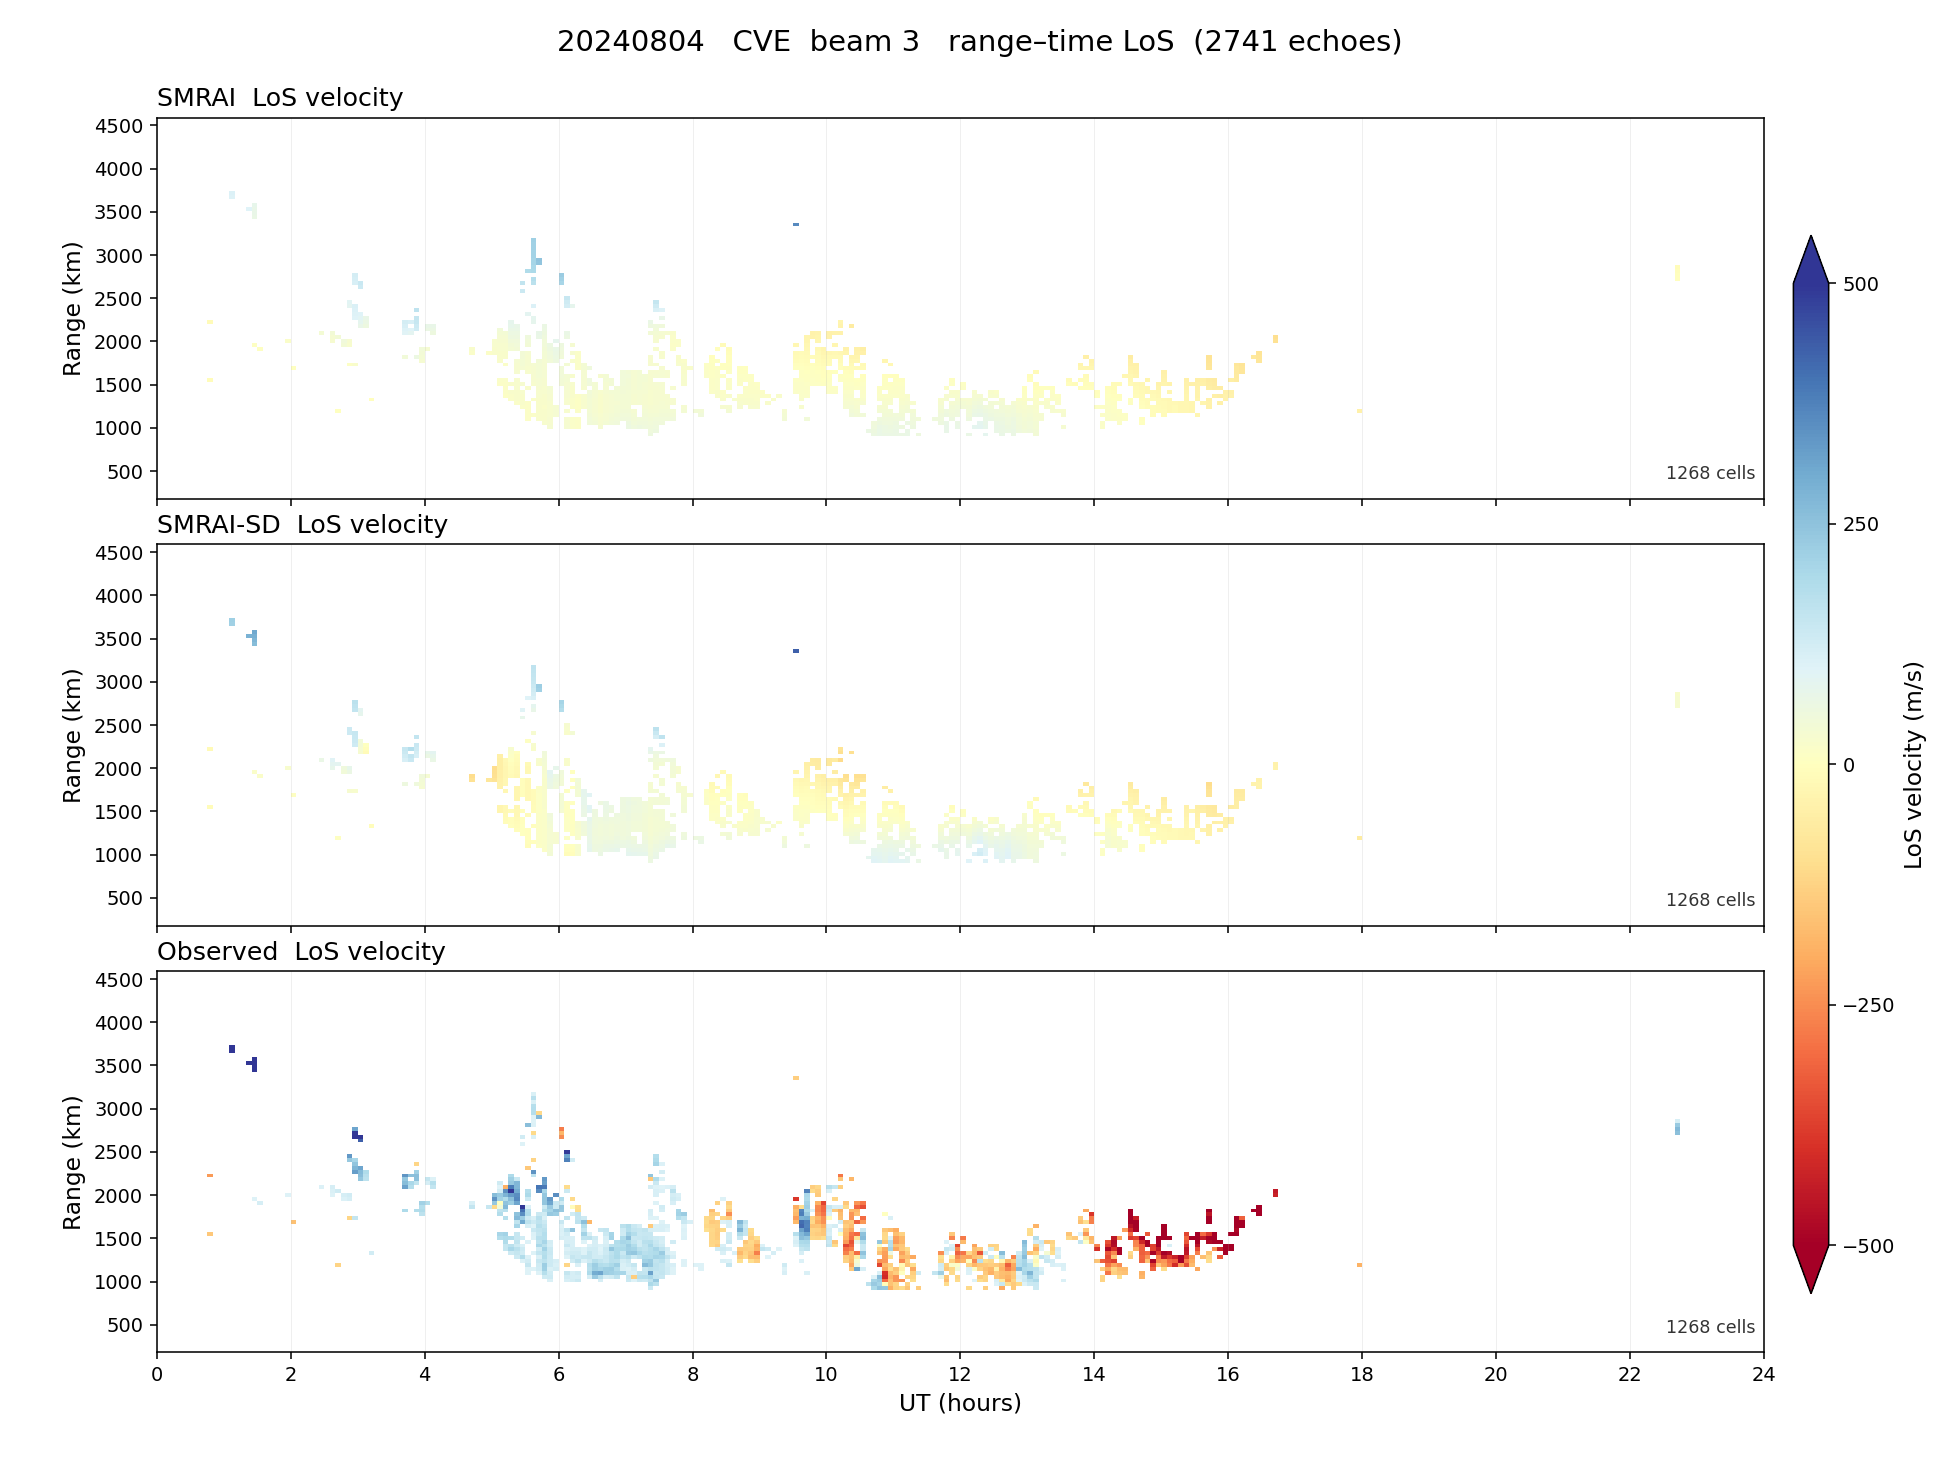 20240804   CVE  beam 3   range–time LoS  (2741 echoes)
SMRAI  LoS velocity
4500
4000
3500
3000
2500
2000
1500
1000
500
Range (km)
1268 cells
SMRAI-SD  LoS velocity
4500
4000
3500
3000
2500
2000
1500
1000
500
Range (km)
1268 cells
Observed  LoS velocity
4500
4000
3500
3000
2500
2000
1500
1000
500
Range (km)
1268 cells
0 2 4 6 8 10 12 14 16 18 20 22 24
UT (hours)
500
250
0
−250
−500
LoS velocity (m/s)